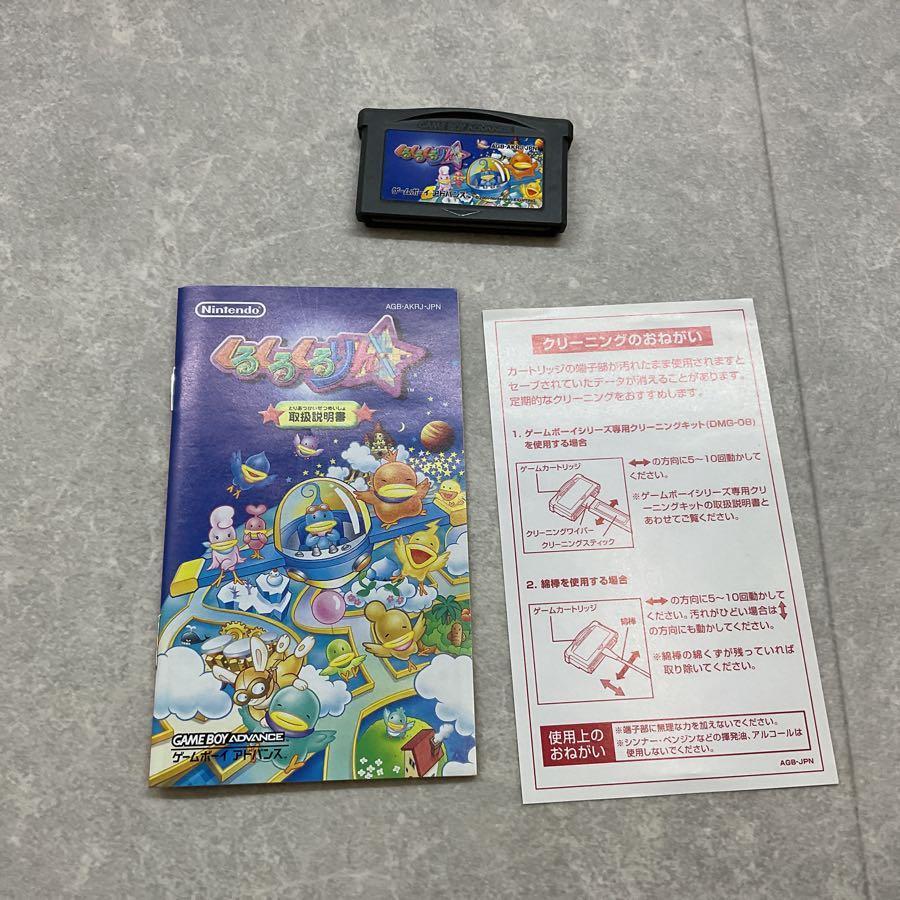 GAME BOY ADVANCE
AGB-AKRJ-JPN
くるくるくるりん
ゲームボーイ アドバンス
Nintendo
AGB-AKRJ-JPN
くるくるくるりん
TM
とりあつかいせつめいしょ
取扱説明書
GAME BOY ADVANCE
ゲームボーイ アドバンス
クリーニングのおねがい
カートリッジの端子部が汚れたまま使用されますと
セーブされていたデータが消えることがあります。
定期的なクリーニングをおすすめします。
1. ゲームボーイシリーズ専用クリーニングキット(DMG-08)
を使用する場合
ゲームカートリッジ
クリーニングワイパー
クリーニングスティック
↔の方向に5〜10回動かして
ください。
※ゲームボーイシリーズ専用クリ
ーニングキットの取扱説明書と
あわせてご覧ください。
2. 綿棒を使用する場合
ゲームカートリッジ
綿棒
↔の方向に5〜10回動かして
ください。汚れがひどい場合は↕
の方向にも動かしてください。
※綿棒の綿くずが残っていれば
取り除いてください。
使用上の
おねがい
※端子部に無理な力を加えないでください。
※シンナー・ベンジンなどの揮発油、アルコールは
使用しないでください。
AGB-JPN